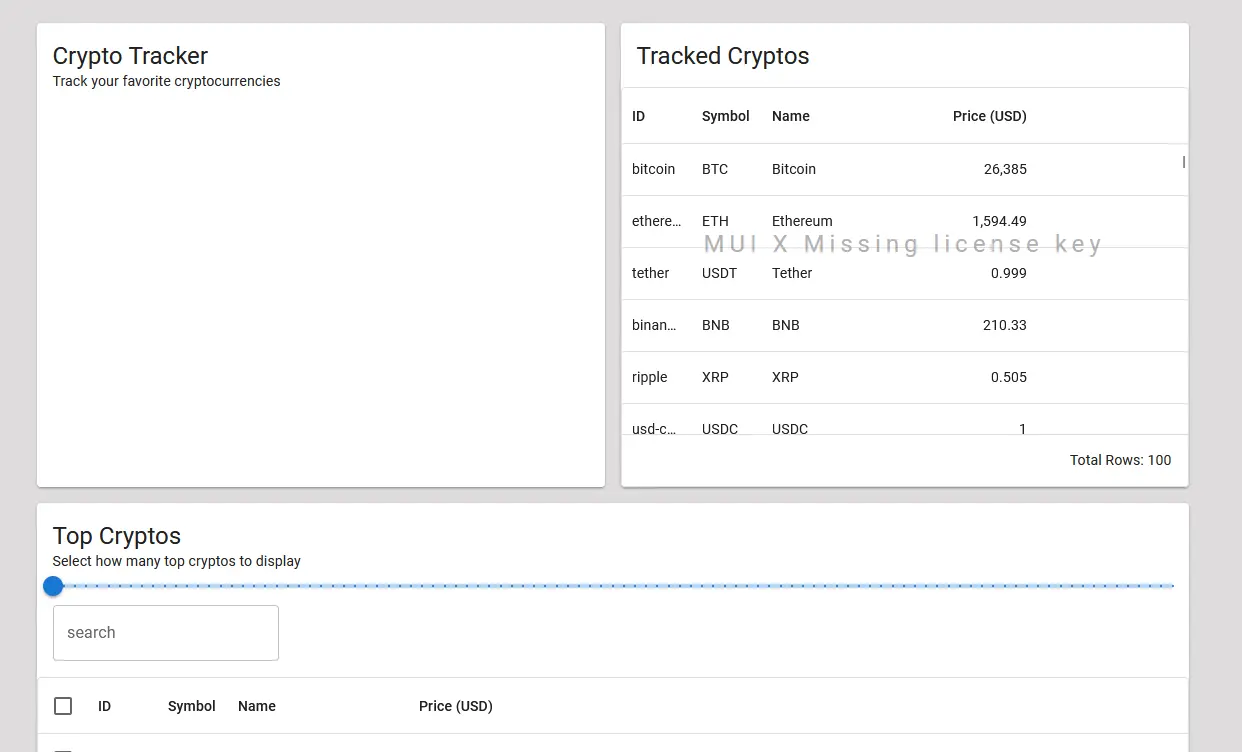 Crypto Tracker
Track your favorite cryptocurrencies
Tracked Cryptos
ID Symbol Name Price (USD)
bitcoin BTC Bitcoin 26,385
ethere... ETH Ethereum 1,594.49
MUI X Missing license key
tether USDT Tether 0.999
binan... BNB BNB 210.33
ripple XRP XRP 0.505
usd-c... USDC USDC 1
Total Rows: 100
Top Cryptos
Select how many top cryptos to display
search
ID Symbol Name Price (USD)